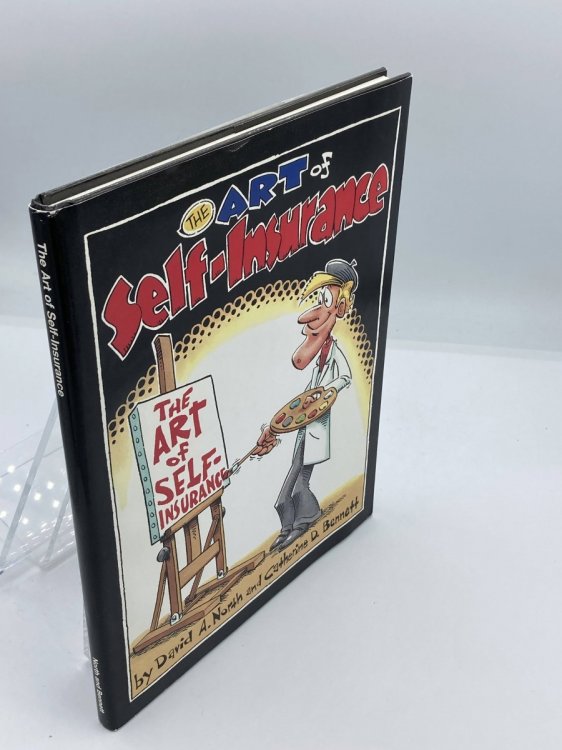 THE ART of
Self-Insurance
THE
ART
of
SELF-
INSURANCE
by David A. North and Catherine D. Bennett
The Art of Self-Insurance
North and Bennett